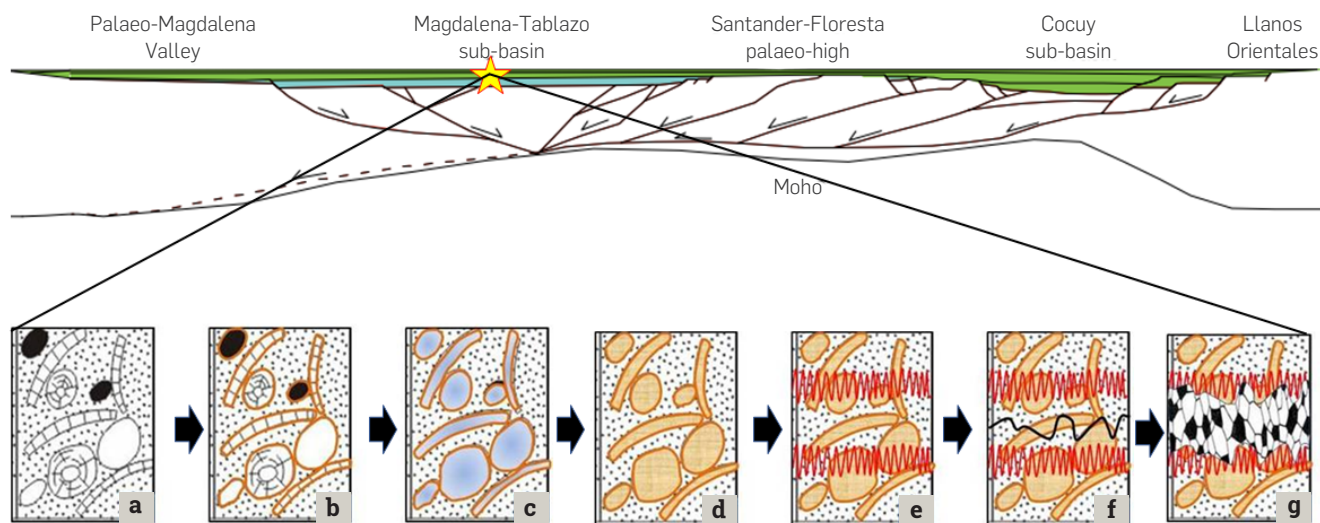 Palaeo-Magdalena
Valley
Magdalena-Tablazo
sub-basin
Santander-Floresta
palaeo-high
Cocuy
sub-basin
Llanos
Orientales
Moho
a
b
c
d
e
f
g